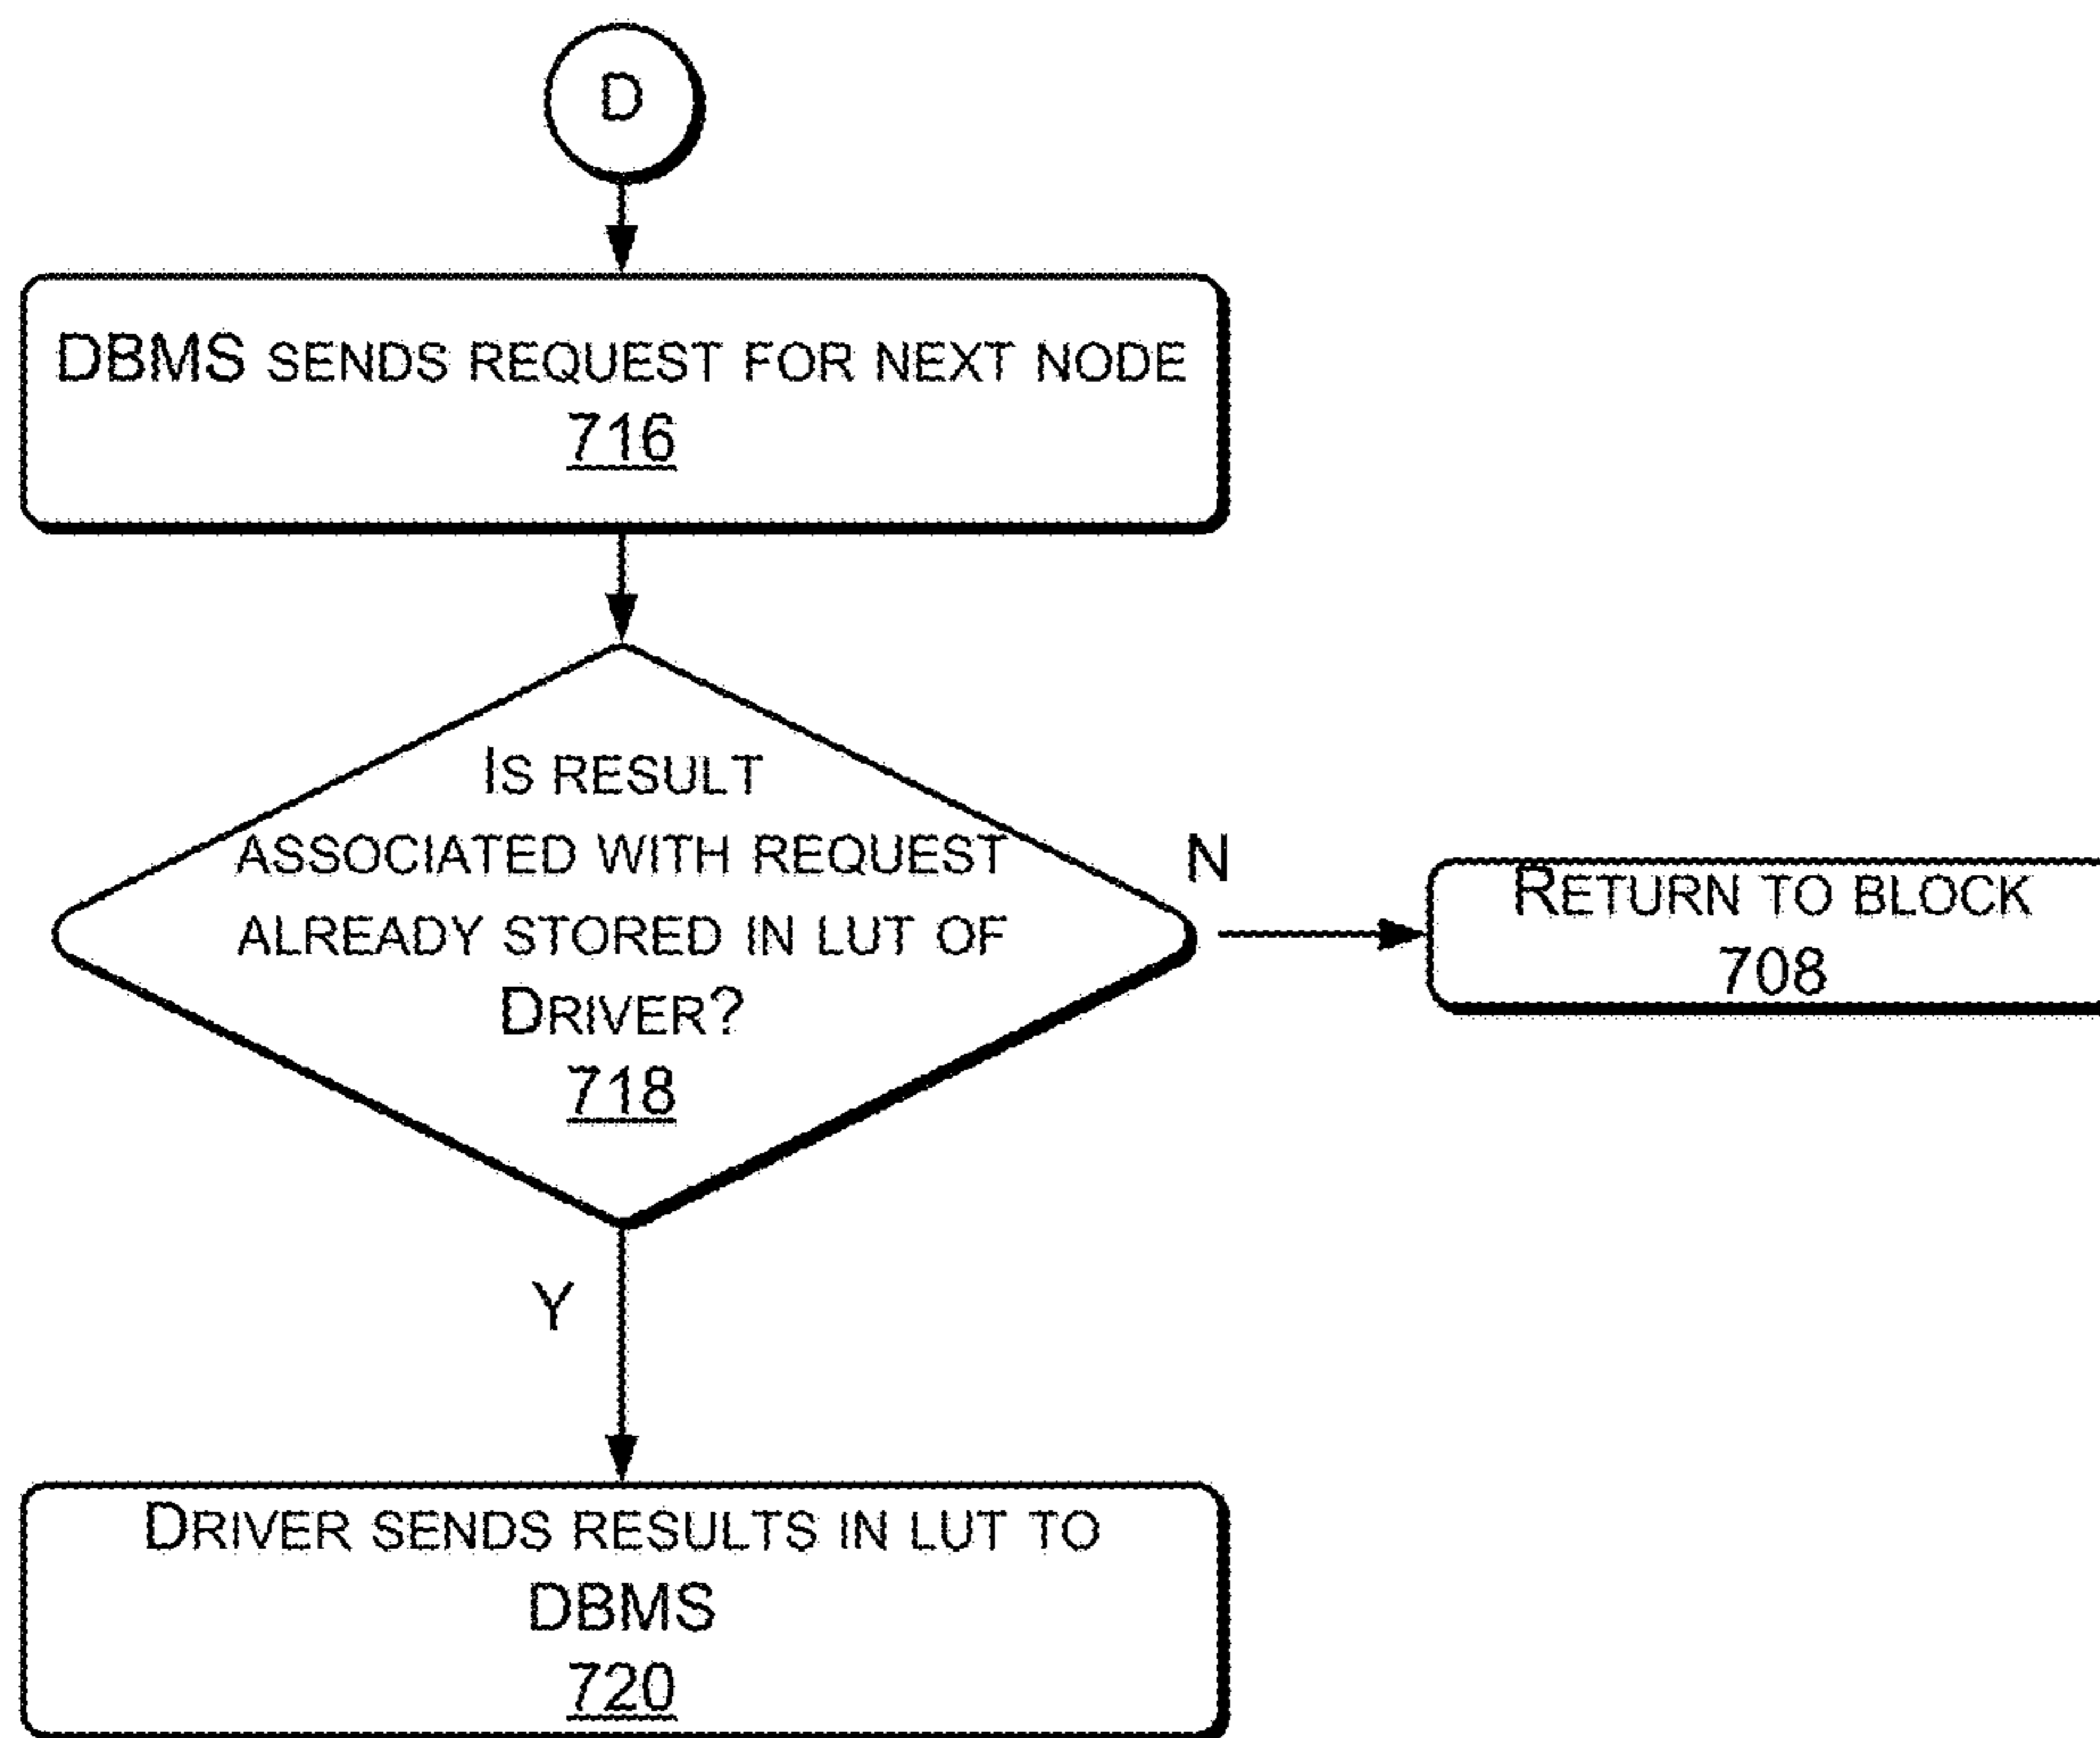 D
DBMS SENDS REQUEST FOR NEXT NODE
716
IS RESULT
ASSOCIATED WITH REQUEST
ALREADY STORED IN LUT OF
DRIVER?
718
N
RETURN TO BLOCK
708
Y
DRIVER SENDS RESULTS IN LUT TO
DBMS
720